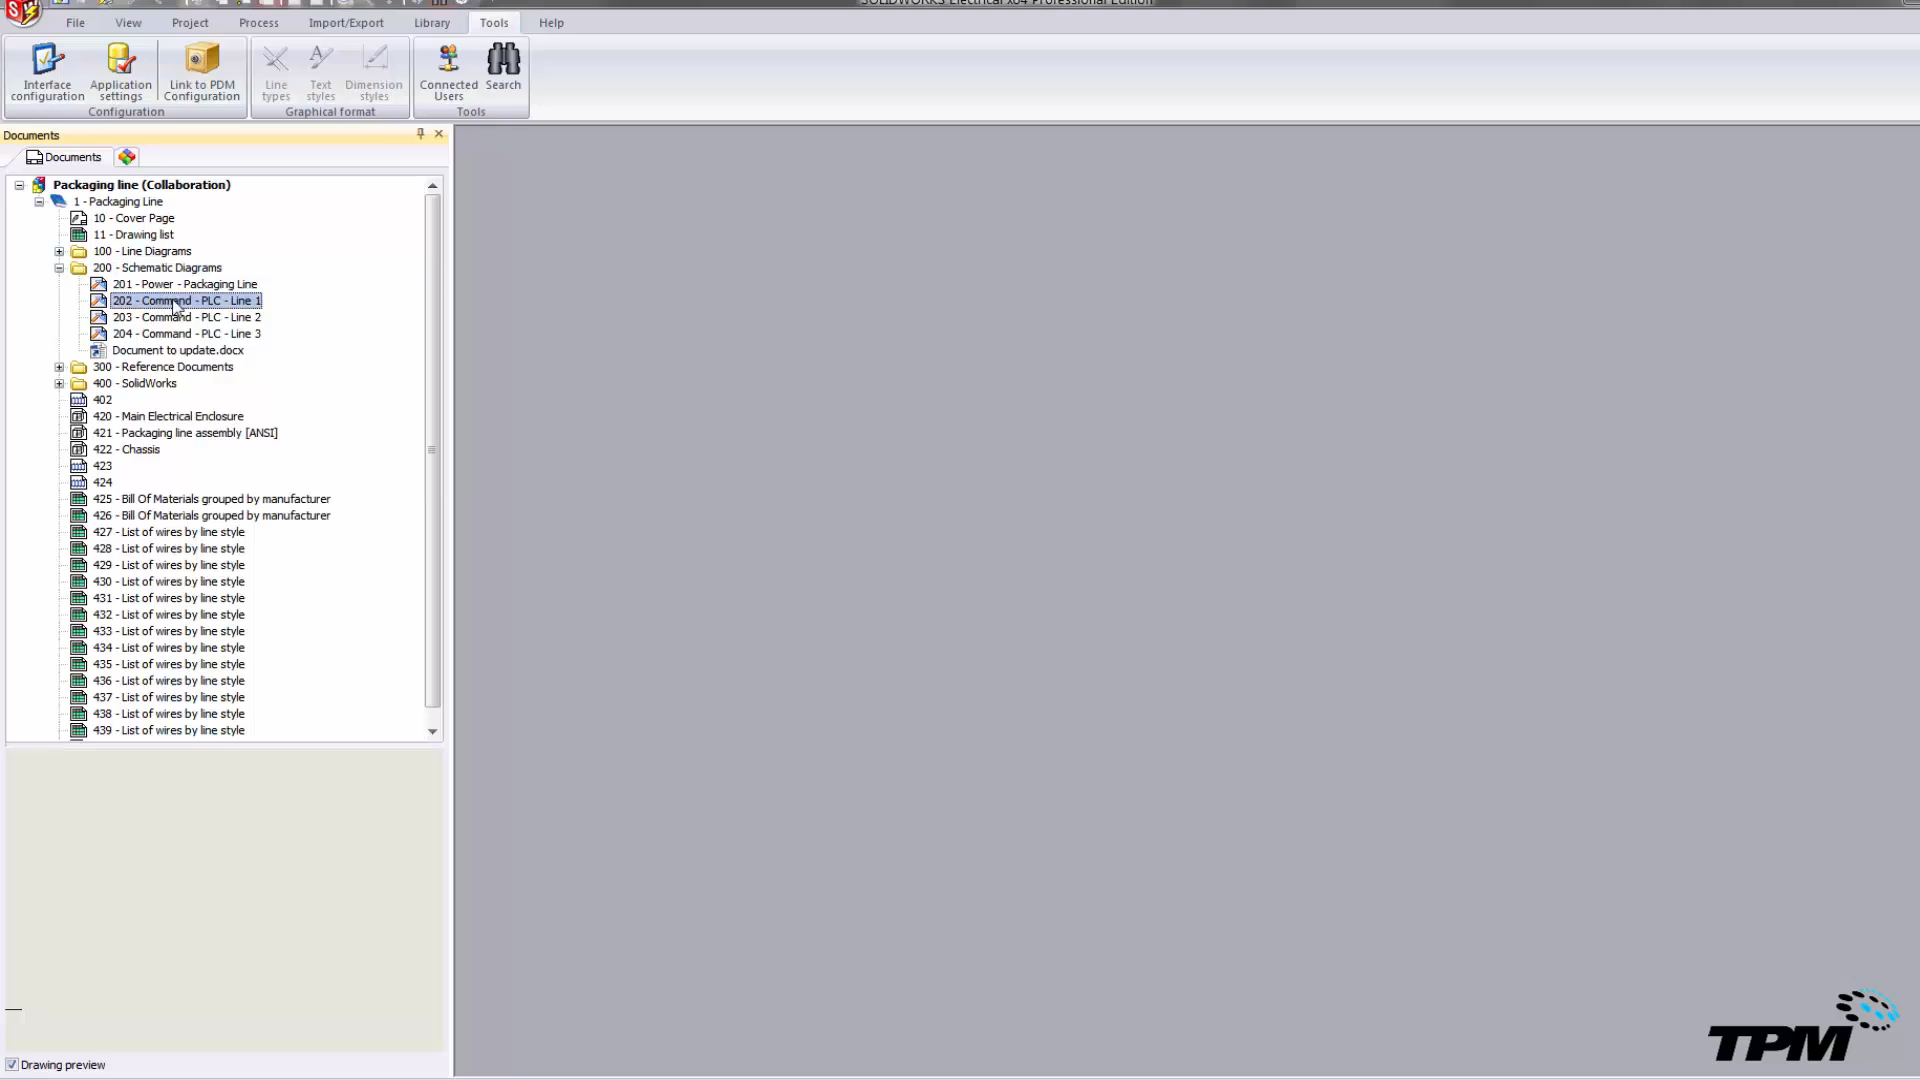 SOLIDWORKS Electrical x64 Professional Edition
File View Project Process Import/Export Library Tools Help
Interface configuration
Application settings
Link to PDM Configuration
Line types
Text styles
Dimension styles
Connected Users
Search
Configuration Graphical format Tools
Documents
Documents
Packaging line (Collaboration)
1 - Packaging Line
10 - Cover Page
11 - Drawing list
100 - Line Diagrams
200 - Schematic Diagrams
201 - Power - Packaging Line
202 - Command - PLC - Line 1
203 - Command - PLC - Line 2
204 - Command - PLC - Line 3
Document to update.docx
300 - Reference Documents
400 - SolidWorks
402
420 - Main Electrical Enclosure
421 - Packaging line assembly [ANSI]
422 - Chassis
423
424
425 - Bill Of Materials grouped by manufacturer
426 - Bill Of Materials grouped by manufacturer
427 - List of wires by line style
428 - List of wires by line style
429 - List of wires by line style
430 - List of wires by line style
431 - List of wires by line style
432 - List of wires by line style
433 - List of wires by line style
434 - List of wires by line style
435 - List of wires by line style
436 - List of wires by line style
437 - List of wires by line style
438 - List of wires by line style
439 - List of wires by line style
Drawing preview
TPM